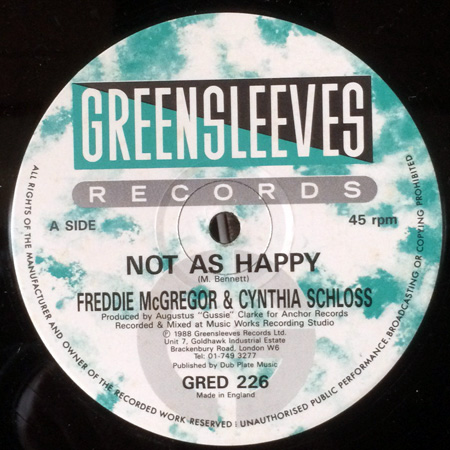 GREENSLEEVES
RECORDS
A SIDE
45 rpm
NOT AS HAPPY
(M. Bennett)
FREDDIE McGREGOR & CYNTHIA SCHLOSS
Produced by Augustus "Gussie" Clarke for Anchor Records
Recorded & Mixed at Music Works Recording Studio
℗ 1988 Greensleeves Records Ltd.
Unit 7, Goldhawk Industrial Estate
Brackenbury Road, London W6
Tel: 01-749 3277
Published by Dub Plate Music
GRED 226
Made in England
ALL RIGHTS OF THE MANUFACTURER AND OWNER OF THE RECORDED WORK RESERVED. UNAUTHORISED PUBLIC PERFORMANCE, BROADCASTING OR COPYING PROHIBITED